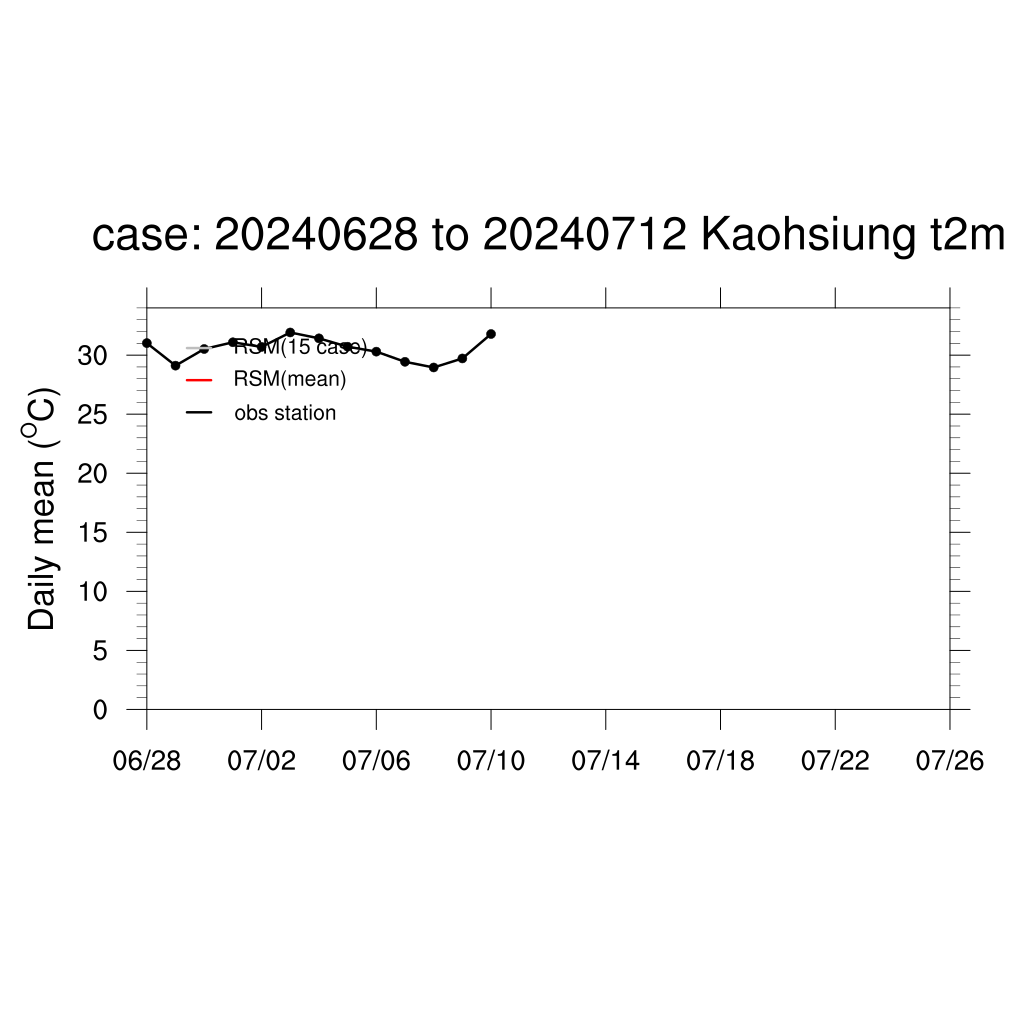 case: 20240628 to 20240712 Kaohsiung t2m
Daily mean (°C)
30
25
20
15
10
5
0
RSM(15 case)
RSM(mean)
obs station
06/28 07/02 07/06 07/10 07/14 07/18 07/22 07/26